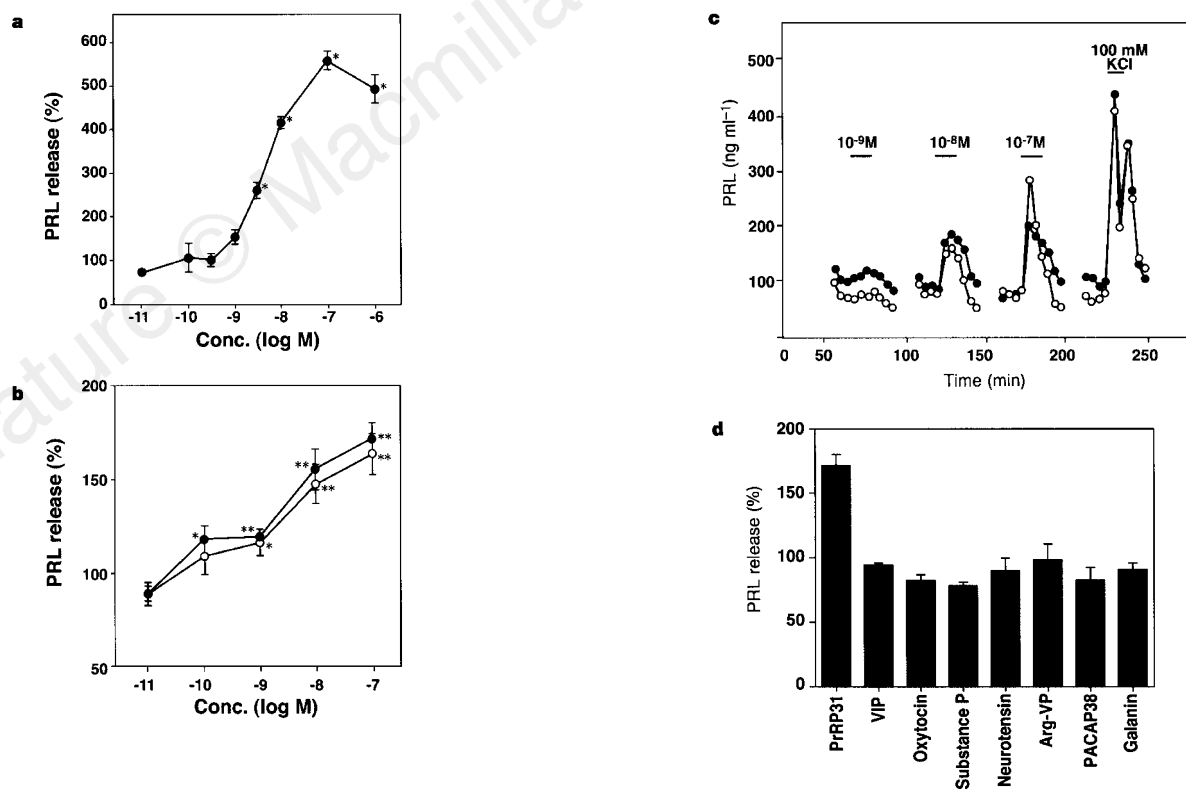 nature © Macmilla
a
600
500
400
300
200
100
0
PRL release (%)
-11 -10 -9 -8 -7 -6
Conc. (log M)
* * * *
b
200
150
100
50
PRL release (%)
-11 -10 -9 -8 -7
Conc. (log M)
* ** ** **
* ** **
c
500
400
300
200
100
0
PRL (ng ml⁻¹)
10⁻⁹M 10⁻⁸M 10⁻⁷M
100 mM
KCl
0 50 100 150 200 250
Time (min)
d
200
150
100
50
0
PRL release (%)
PrRP31
VIP
Oxytocin
Substance P
Neurotensin
Arg-VP
PACAP38
Galanin